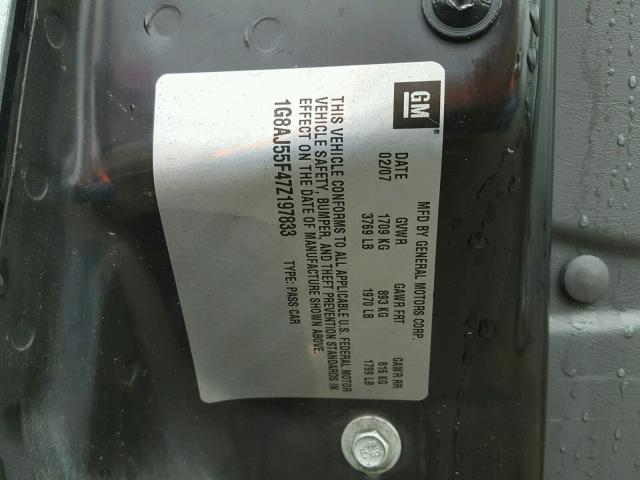 GM®
MFD BY GENERAL MOTORS CORP.
DATE GVWR GAWR FRT GAWR RR
02/07 1709 KG 893 KG 816 KG
3769 LB 1970 LB 1799 LB
THIS VEHICLE CONFORMS TO ALL APPLICABLE U.S. FEDERAL MOTOR
VEHICLE SAFETY, BUMPER, AND THEFT PREVENTION STANDARDS IN
EFFECT ON THE DATE OF MANUFACTURE SHOWN ABOVE.
1G8AJ55F47Z197833 TYPE: PASS CAR